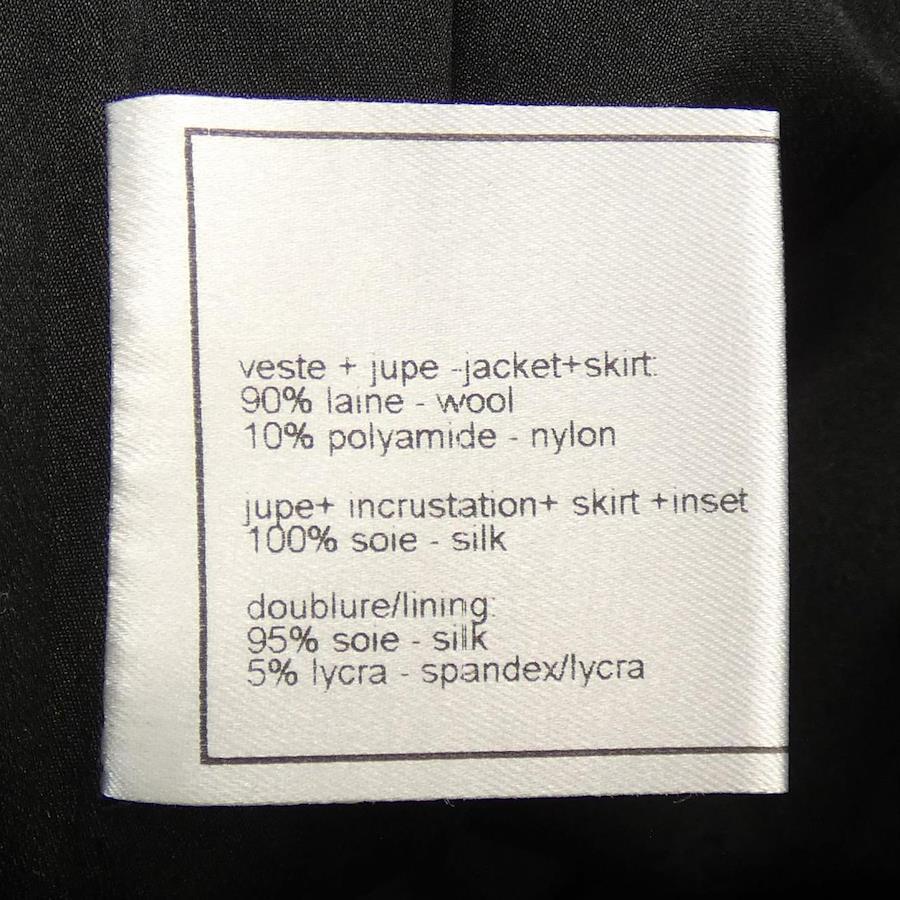 veste + jupe -jacket+skirt:
90% laine - wool
10% polyamide - nylon
jupe+ incrustation+ skirt +inset
100% soie - silk
doublure/lining:
95% soie - silk
5% lycra - spandex/lycra